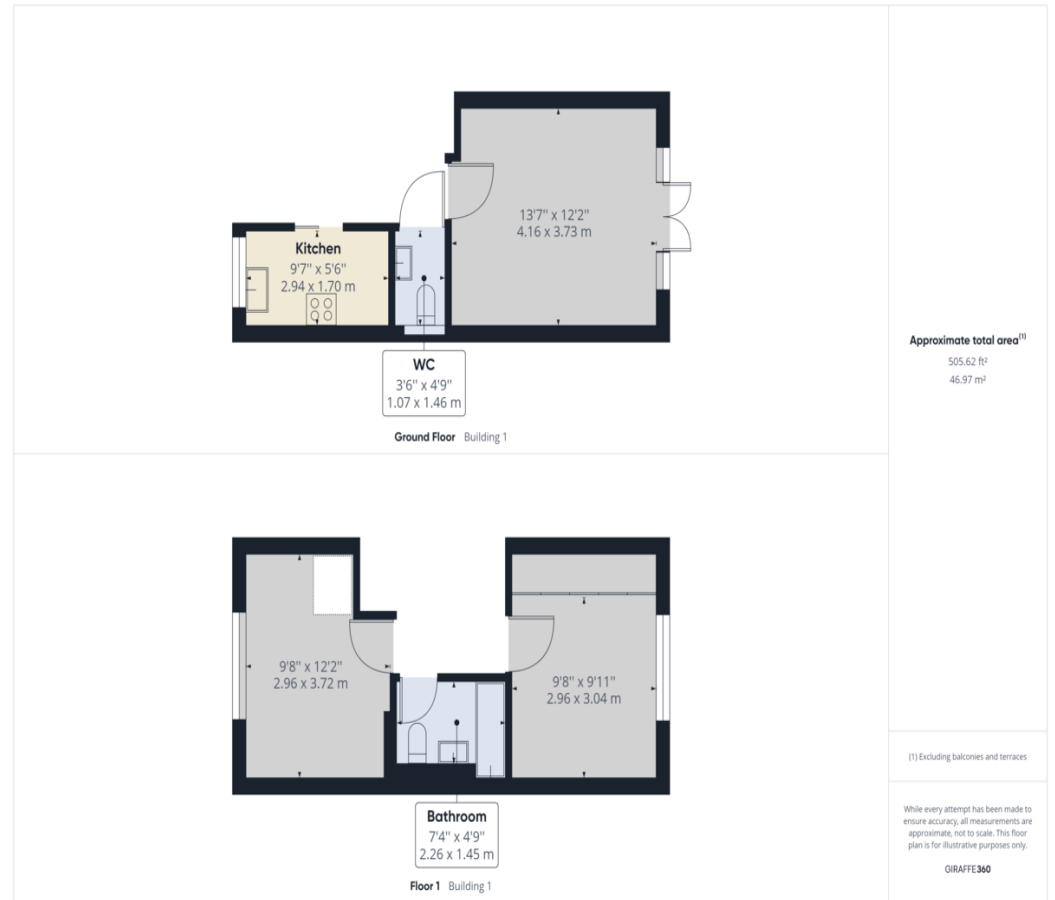 Kitchen
9'7" x 5'6"
2.94 x 1.70 m
13'7" x 12'2"
4.16 x 3.73 m
WC
3'6" x 4'9"
1.07 x 1.46 m
Ground Floor Building 1
9'8" x 12'2"
2.96 x 3.72 m
9'8" x 9'11"
2.96 x 3.04 m
Bathroom
7'4" x 4'9"
2.26 x 1.45 m
Floor 1 Building 1
Approximate total area(1)
505.62 ft²
46.97 m²
(1) Excluding balconies and terraces
While every attempt has been made to
ensure accuracy, all measurements are
approximate, not to scale. This floor
plan is for illustrative purposes only.
GIRAFFE360